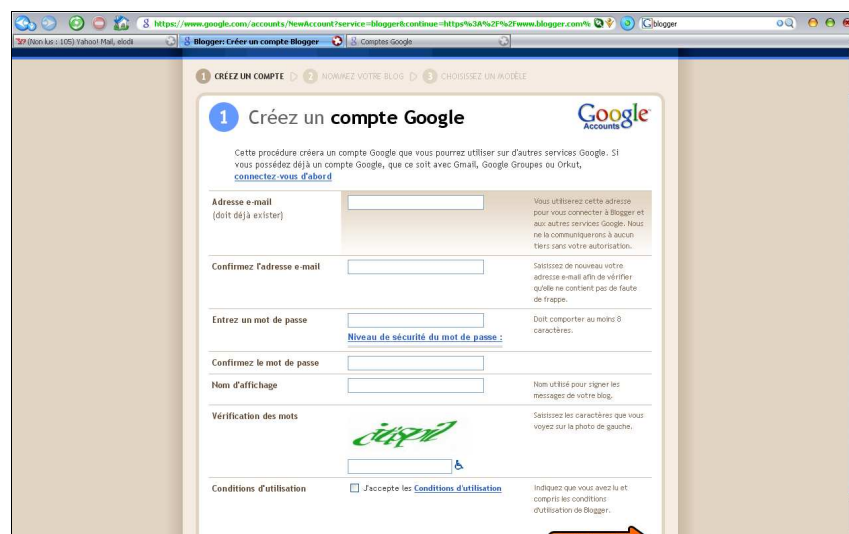 https://www.google.com/accounts/NewAccount?service=blogger&continue=https%3A%2F%2Fwww.blogger.com%
blogger
(Non lus : 105) Yahoo! Mail, elodii
Blogger: Créer un compte Blogger
Comptes Google
1 CRÉEZ UN COMPTE 2 NOMMEZ VOTRE BLOG 3 CHOISISSEZ UN MODÈLE
1 Créez un compte Google
Google
Accounts
Cette procédure créera un compte Google que vous pourrez utiliser sur d'autres services Google. Si
vous possédez déjà un compte Google, que ce soit avec Gmail, Google Groupes ou Orkut,
connectez-vous d'abord
Adresse e-mail
(doit déjà exister)
Vous utiliserez cette adresse
pour vous connecter à Blogger et
aux autres services Google. Nous
ne la communiquerons à aucun
tiers sans votre autorisation.
Confirmez l'adresse e-mail
Saisissez de nouveau votre
adresse e-mail afin de vérifier
qu'elle ne contient pas de faute
de frappe.
Entrez un mot de passe
Niveau de sécurité du mot de passe :
Doit comporter au moins 8
caractères.
Confirmez le mot de passe
Nom d'affichage
Nom utilisé pour signer les
messages de votre blog.
Vérification des mots
Saisissez les caractères que vous
voyez sur la photo de gauche.
Conditions d'utilisation
J'accepte les Conditions d'utilisation
Indiquez que vous avez lu et
compris les conditions
d'utilisation de Blogger.